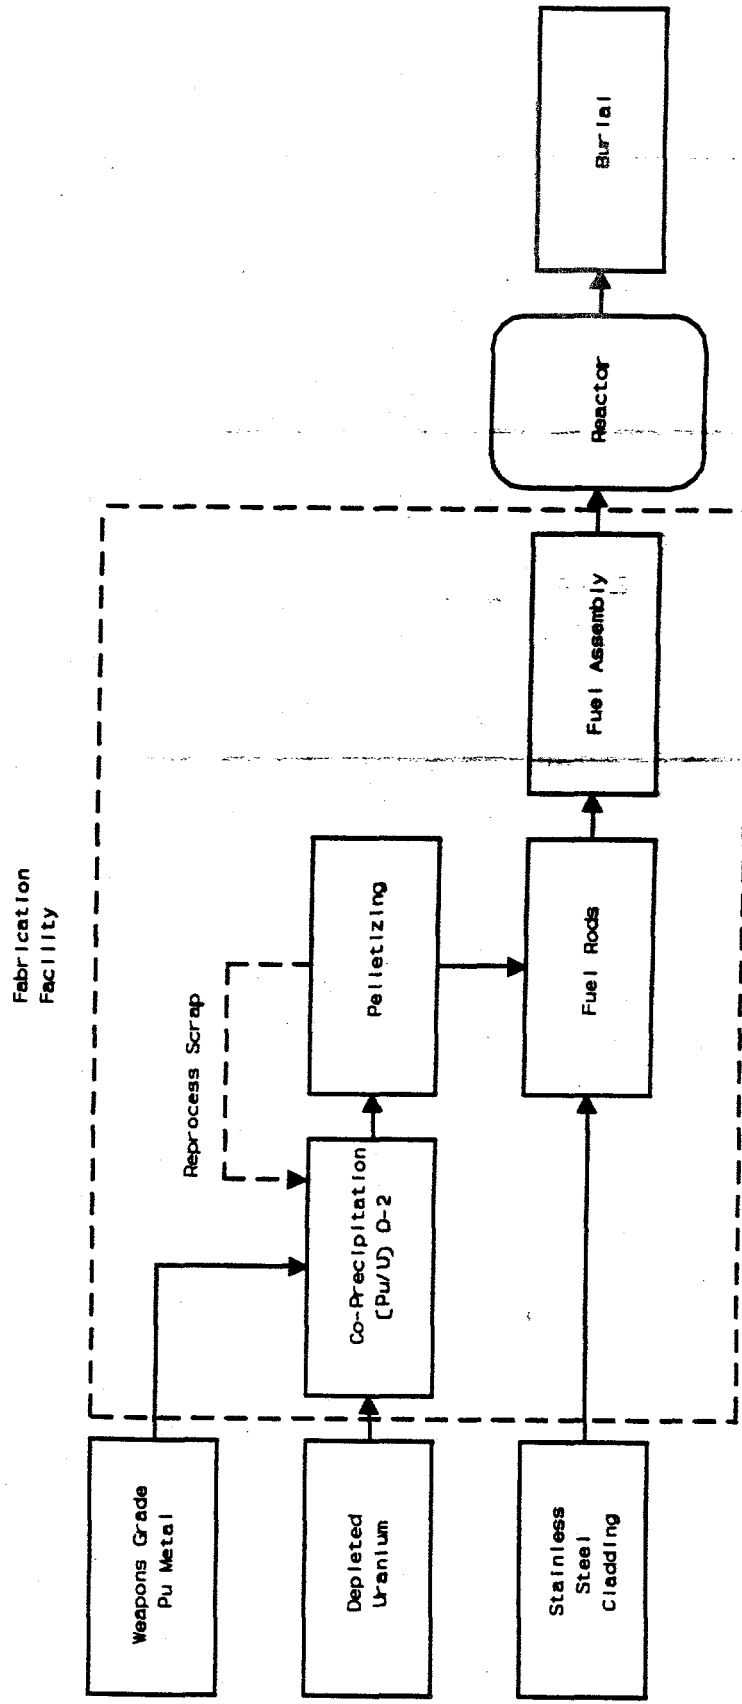 Fabrication
Facility
Weapons Grade
Pu Metal
Depleted
Uranium
Stainless
Steel
Cladding
Reprocess Scrap
Co-Precipitation
(Pu/U) O-2
Pelletizing
Fuel Rods
Fuel Assembly
Reactor
Burial